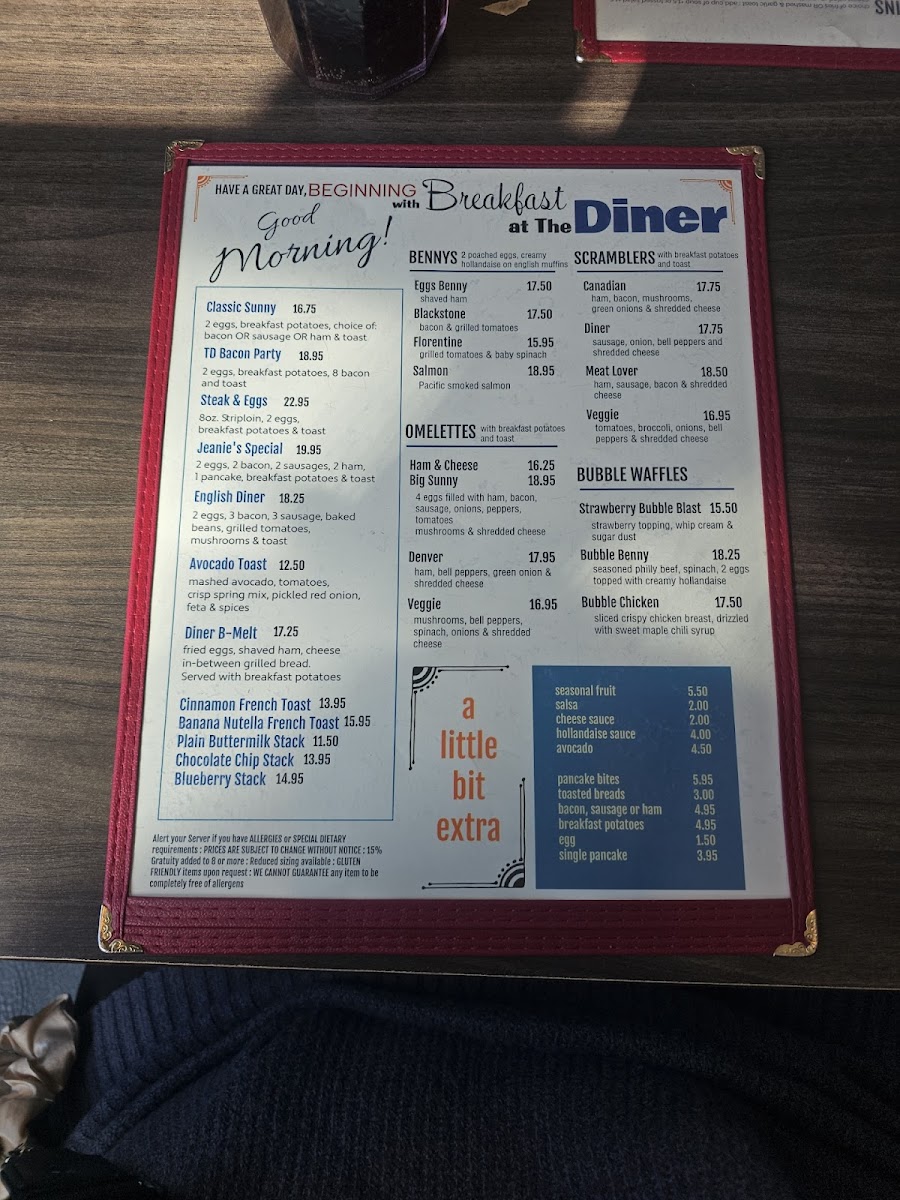 HAVE A GREAT DAY, BEGINNING with Breakfast
at The Diner
Good
Morning!
Classic Sunny 16.75
2 eggs, breakfast potatoes, choice of:
bacon OR sausage OR ham & toast
TD Bacon Party 18.95
2 eggs, breakfast potatoes, 8 bacon
and toast
Steak & Eggs 22.95
8oz. Striploin, 2 eggs,
breakfast potatoes & toast
Jeanie's Special 19.95
2 eggs, 2 bacon, 2 sausages, 2 ham,
1 pancake, breakfast potatoes & toast
English Diner 18.25
2 eggs, 3 bacon, 3 sausage, baked
beans, grilled tomatoes,
mushrooms & toast
Avocado Toast 12.50
mashed avocado, tomatoes,
crisp spring mix, pickled red onion,
feta & spices
Diner B-Melt 17.25
fried eggs, shaved ham, cheese
in-between grilled bread.
Served with breakfast potatoes
Cinnamon French Toast 13.95
Banana Nutella French Toast 15.95
Plain Buttermilk Stack 11.50
Chocolate Chip Stack 13.95
Blueberry Stack 14.95
Alert your Server if you have ALLERGIES or SPECIAL DIETARY
requirements : PRICES ARE SUBJECT TO CHANGE WITHOUT NOTICE : 15%
Gratuity added to 8 or more : Reduced sizing available : GLUTEN
FRIENDLY items upon request : WE CANNOT GUARANTEE any item to be
completely free of allergens
BENNYS 2 poached eggs, creamy
hollandaise on english muffins
Eggs Benny 17.50
shaved ham
Blackstone 17.50
bacon & grilled tomatoes
Florentine 15.95
grilled tomatoes & baby spinach
Salmon 18.95
Pacific smoked salmon
OMELETTES with breakfast potatoes
and toast
Ham & Cheese 16.25
Big Sunny 18.95
4 eggs filled with ham, bacon,
sausage, onions, peppers,
tomatoes
mushrooms & shredded cheese
Denver 17.95
ham, bell peppers, green onion &
shredded cheese
Veggie 16.95
mushrooms, bell peppers,
spinach, onions & shredded
cheese
SCRAMBLERS with breakfast potatoes
and toast
Canadian 17.75
ham, bacon, mushrooms,
green onions & shredded cheese
Diner 17.75
sausage, onion, bell peppers and
shredded cheese
Meat Lover 18.50
ham, sausage, bacon & shredded
cheese
Veggie 16.95
tomatoes, broccoli, onions, bell
peppers & shredded cheese
BUBBLE WAFFLES
Strawberry Bubble Blast 15.50
strawberry topping, whip cream &
sugar dust
Bubble Benny 18.25
seasoned philly beef, spinach, 2 eggs
topped with creamy hollandaise
Bubble Chicken 17.50
sliced crispy chicken breast, drizzled
with sweet maple chili syrup
a
little
bit
extra
seasonal fruit 5.50
salsa 2.00
cheese sauce 2.00
hollandaise sauce 4.00
avocado 4.50
pancake bites 5.95
toasted breads 3.00
bacon, sausage or ham 4.95
breakfast potatoes 4.95
egg 1.50
single pancake 3.95